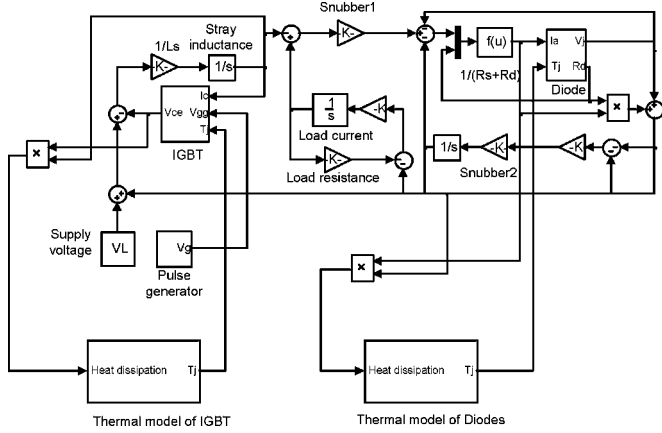 Snubber1
1/Ls
Stray
inductance
K-
1/s
K-
f(u)
Ia
Vj
Tj
Rd
1/(Rs+Rd)
Diode
Ic
Vce
Vgg
Tj
IGBT
1
s
-K
Load current
K-
Load resistance
1/s
-K
-K
Snubber2
Supply
voltage
VL
Vg
Pulse
generator
Heat dissipation
Tj
Heat dissipation
Tj
Thermal model of IGBT
Thermal model of Diodes